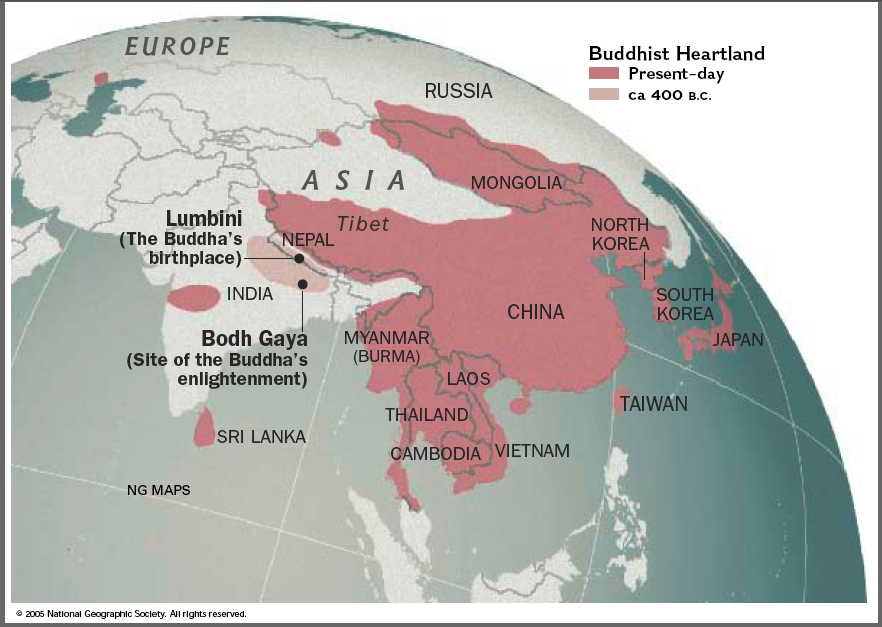 EUROPE
Buddhist Heartland
Present-day
ca 400 B.C.
RUSSIA
ASIA
MONGOLIA
Lumbini
(The Buddha's
birthplace)
Tibet
NEPAL
NORTH
KOREA
INDIA
CHINA
SOUTH
KOREA
Bodh Gaya
(Site of the Buddha's
enlightenment)
MYANMAR
(BURMA)
JAPAN
LAOS
THAILAND
TAIWAN
SRI LANKA
CAMBODIA
VIETNAM
NG MAPS
© 2005 National Geographic Society. All rights reserved.